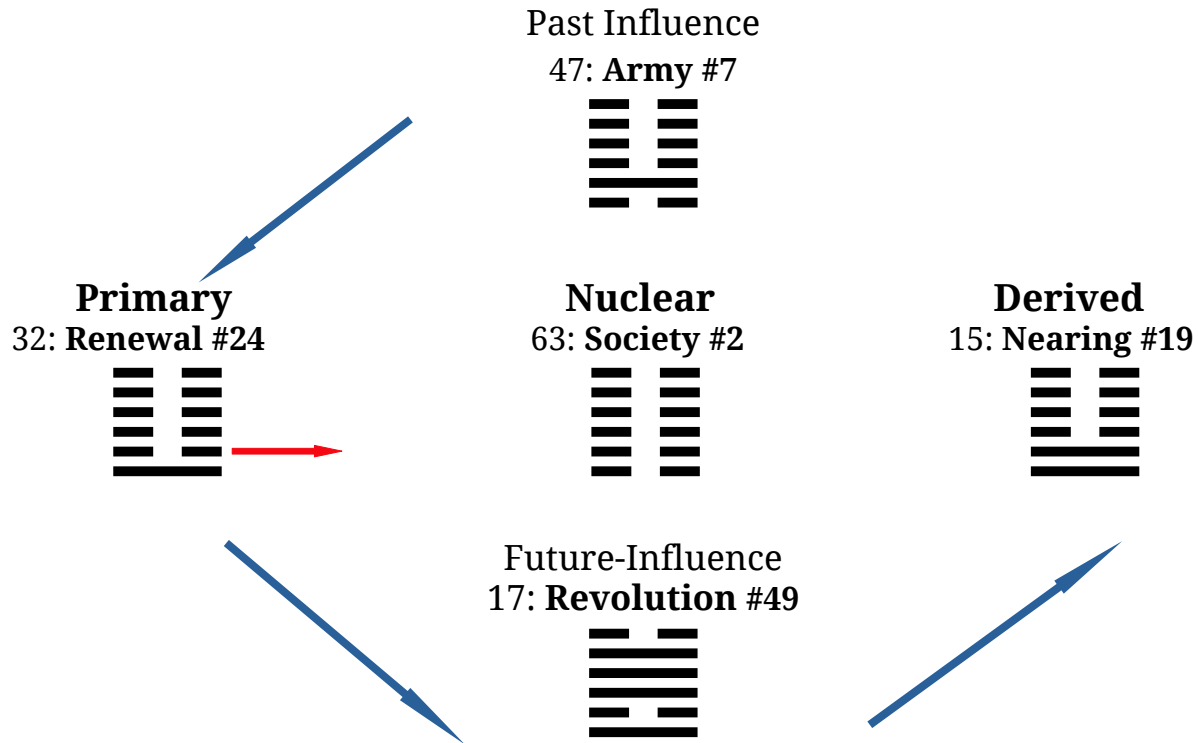 Past Influence
47: Army #7
Primary
32: Renewal #24
Nuclear
63: Society #2
Derived
15: Nearing #19
Future-Influence
17: Revolution #49